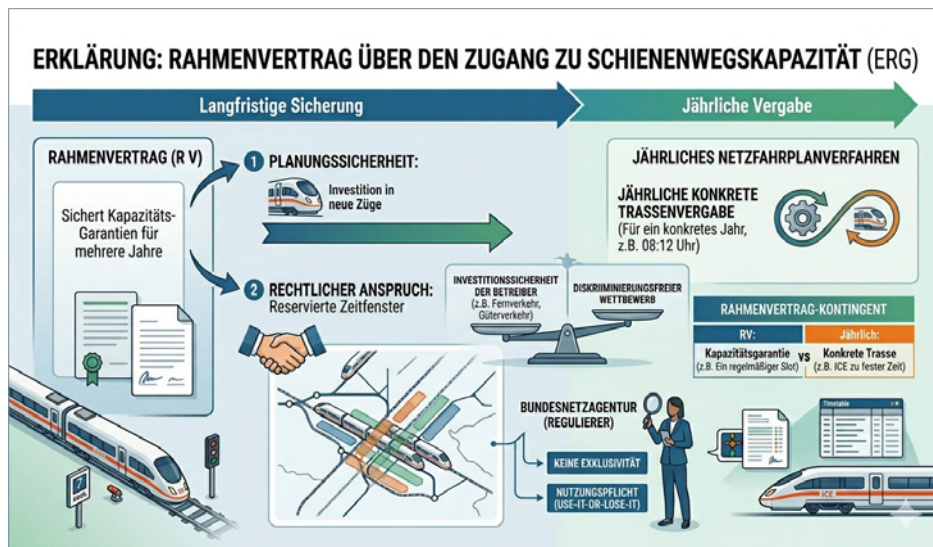 ERKLÄRUNG: RAHMENVERTRAG ÜBER DEN ZUGANG ZU SCHIENENWEGSKAPAZITÄT (ERG)
Langfristige Sicherung
Jährliche Vergabe
RAHMENVERTRAG (R V)
Sichert Kapazitäts-
Garantien für
mehrere Jahre
1 PLANUNGSSICHERHEIT:
Investition in
neue Züge
2 RECHTLICHER ANSPRUCH:
Reservierte Zeitfenster
INVESTITIONSSICHERHEIT
DER BETREIBER
(z.B. Fernverkehr,
Güterverkehr)
DISKRIIMINIERUNGSFREIER
WETTBEWERB
BUNDESNETZAGENTUR
(REGULIERER)
KEINE EXKLUSIVITÄT
NUTZUNGSPFLICHT
(USE-IT-OR-LOSE-IT)
JÄHRLICHES NETZFAHRPLANVERFAHREN
JÄHRLICHE KONKRETE
TRASSENVERGABE
(Für ein konkretes Jahr,
z.B. 08:12 Uhr)
RAHMENVERTRAG-KONTINGENT
RV:
Kapazitätsgarantie
(z.B. Ein regelmäßiger Slot)
vs
Jährlich:
Konkrete Trasse
(z.B. ICE zu fester Zeit)
Timetable
ICE
7